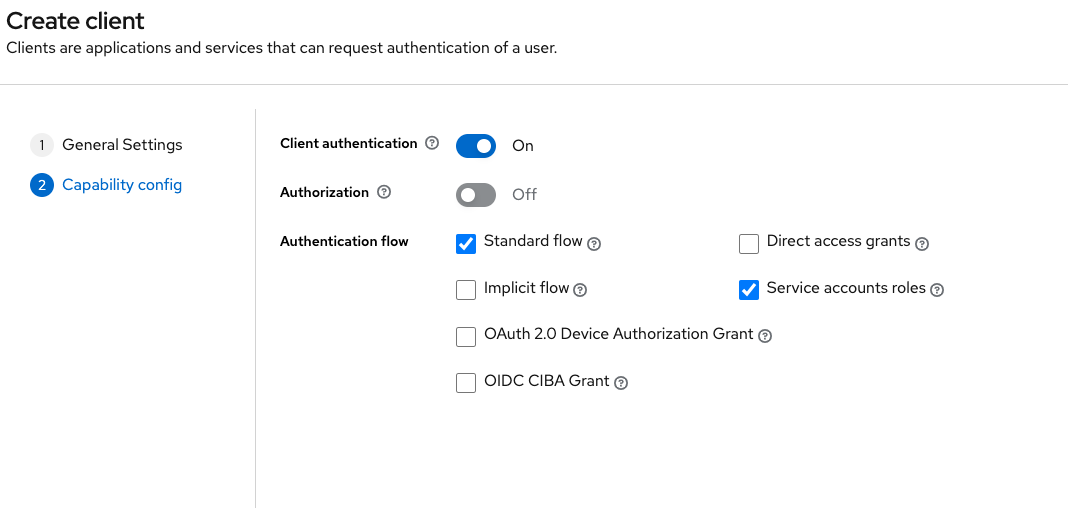 Create client
Clients are applications and services that can request authentication of a user.
1 General Settings
2 Capability config
Client authentication ? On
Authorization ? Off
Authentication flow
Standard flow ? Direct access grants ?
Implicit flow ? Service accounts roles ?
OAuth 2.0 Device Authorization Grant ?
OIDC CIBA Grant ?